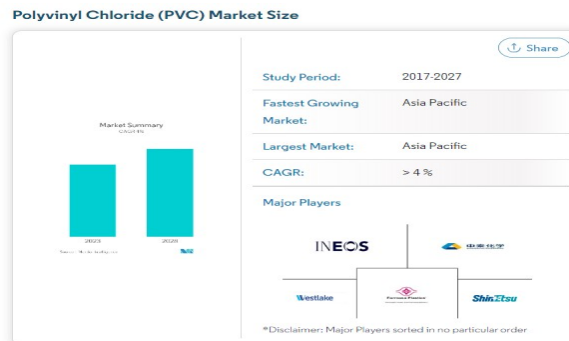 Polyvinyl Chloride (PVC) Market Size
Share
Study Period: 2017-2027
Fastest Growing Market: Asia Pacific
Largest Market: Asia Pacific
CAGR: > 4 %
Major Players
Market Summary
INEOS
Westlake
Formosa Plastics
ShinEtsu
*Disclaimer: Major Players sorted in no particular order